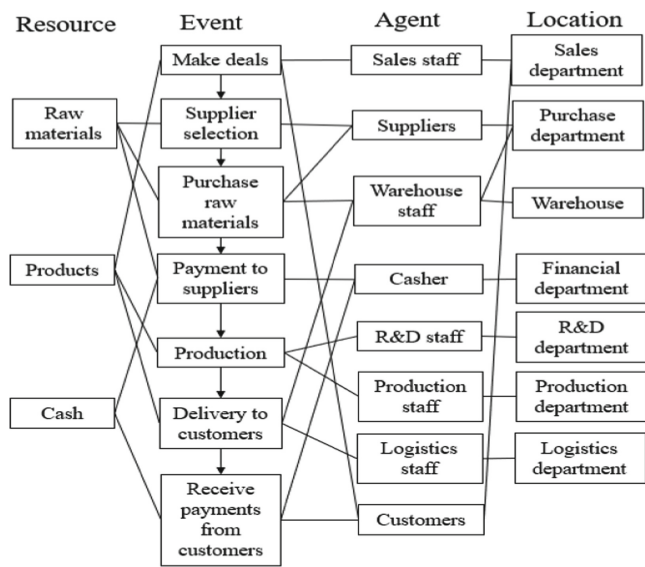 Resource Event Agent Location
Make deals
Sales staff
Sales
department
Raw
materials
Supplier
selection
Suppliers
Purchase
department
Purchase
raw
materials
Warehouse
staff
Warehouse
Products
Payment to
suppliers
Casher
Financial
department
Production
R&D staff
R&D
department
Production
staff
Production
department
Cash
Delivery to
customers
Logistics
staff
Logistics
department
Receive
payments
from
customers
Customers